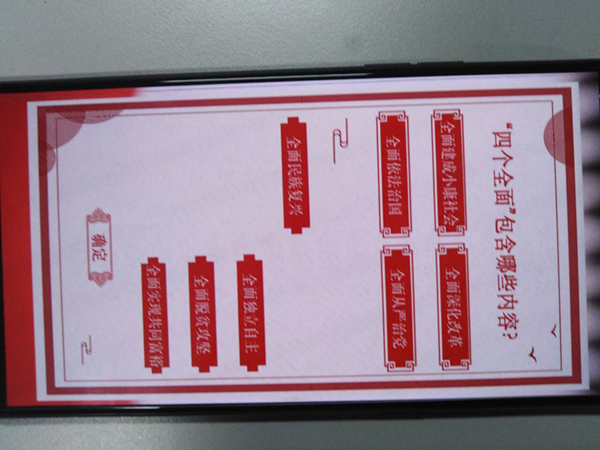 “四个全面”包含哪些内容?
全面建成小康社会
全面深化改革
全面依法治国
全面从严治党
全面民族复兴
全面独立自主
全面脱贫攻坚
全面实现共同富裕
确定